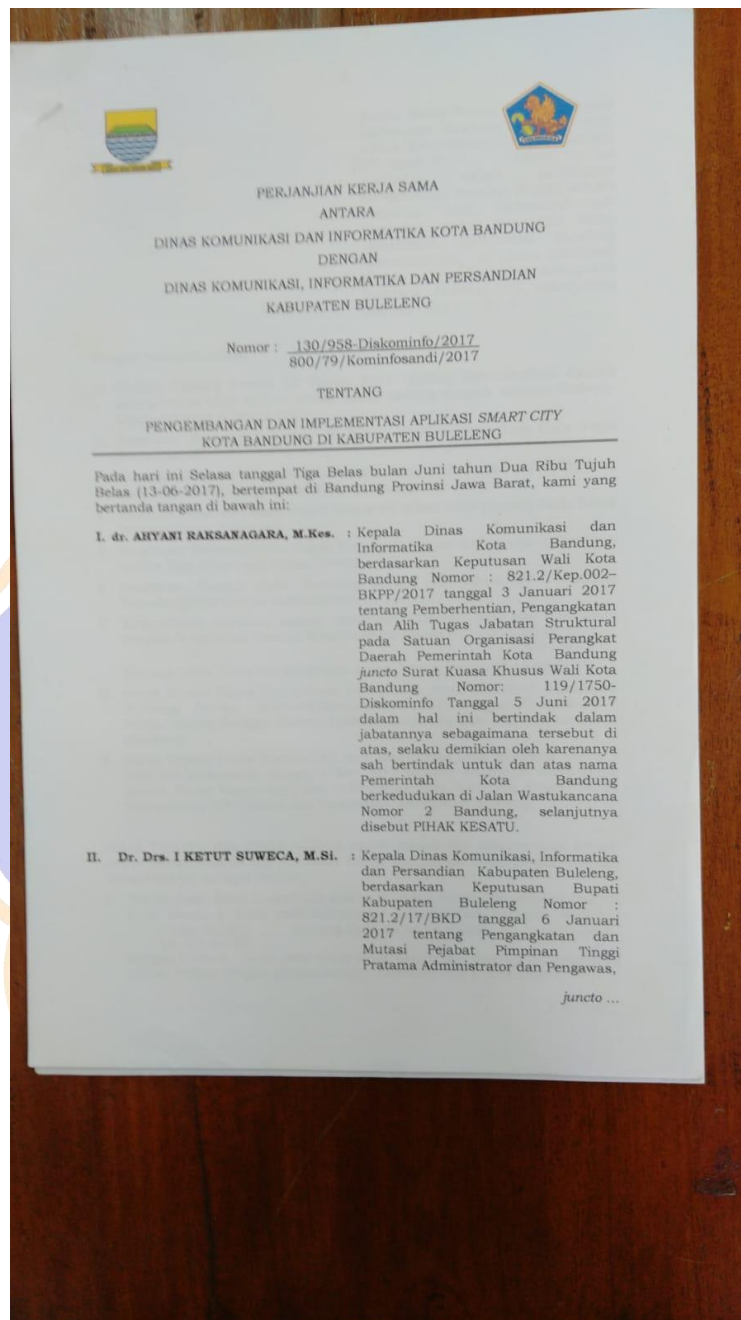 PERJANJIAN KERJA SAMA
ANTARA
DINAS KOMUNIKASI DAN INFORMATIKA KOTA BANDUNG
DENGAN
DINAS KOMUNIKASI, INFORMATIKA DAN PERSANDIAN
KABUPATEN BULELENG
Nomor : 130/958-Diskominfo/2017
800/79/Kominfosandi/2017
TENTANG
PENGEMBANGAN DAN IMPLEMENTASI APLIKASI SMART CITY
KOTA BANDUNG DI KABUPATEN BULELENG
Pada hari ini Selasa tanggal Tiga Belas bulan Juni tahun Dua Ribu Tujuh
Belas (13-06-2017), bertempat di Bandung Provinsi Jawa Barat, kami yang
bertanda tangan di bawah ini:
I. dr. AHYANI RAKSANAGARA, M.Kes. : Kepala Dinas Komunikasi dan
Informatika Kota Bandung,
berdasarkan Keputusan Wali Kota
Bandung Nomor : 821.2/Kep.002–
BKPP/2017 tanggal 3 Januari 2017
tentang Pemberhentian, Pengangkatan
dan Alih Tugas Jabatan Struktural
pada Satuan Organisasi Perangkat
Daerah Pemerintah Kota Bandung
juncto Surat Kuasa Khusus Wali Kota
Bandung Nomor: 119/1750-
Diskominfo Tanggal 5 Juni 2017
dalam hal ini bertindak dalam
jabatannya sebagaimana tersebut di
atas, selaku demikian oleh karenanya
sah bertindak untuk dan atas nama
Pemerintah Kota Bandung
berkedudukan di Jalan Wastukancana
Nomor 2 Bandung, selanjutnya
disebut PIHAK KESATU.
II. Dr. Drs. I KETUT SUWECA, M.Si. : Kepala Dinas Komunikasi, Informatika
dan Persandian Kabupaten Buleleng,
berdasarkan Keputusan Bupati
Kabupaten Buleleng Nomor :
821.2/17/BKD tanggal 6 Januari
2017 tentang Pengangkatan dan
Mutasi Pejabat Pimpinan Tinggi
Pratama Administrator dan Pengawas,
juncto ...